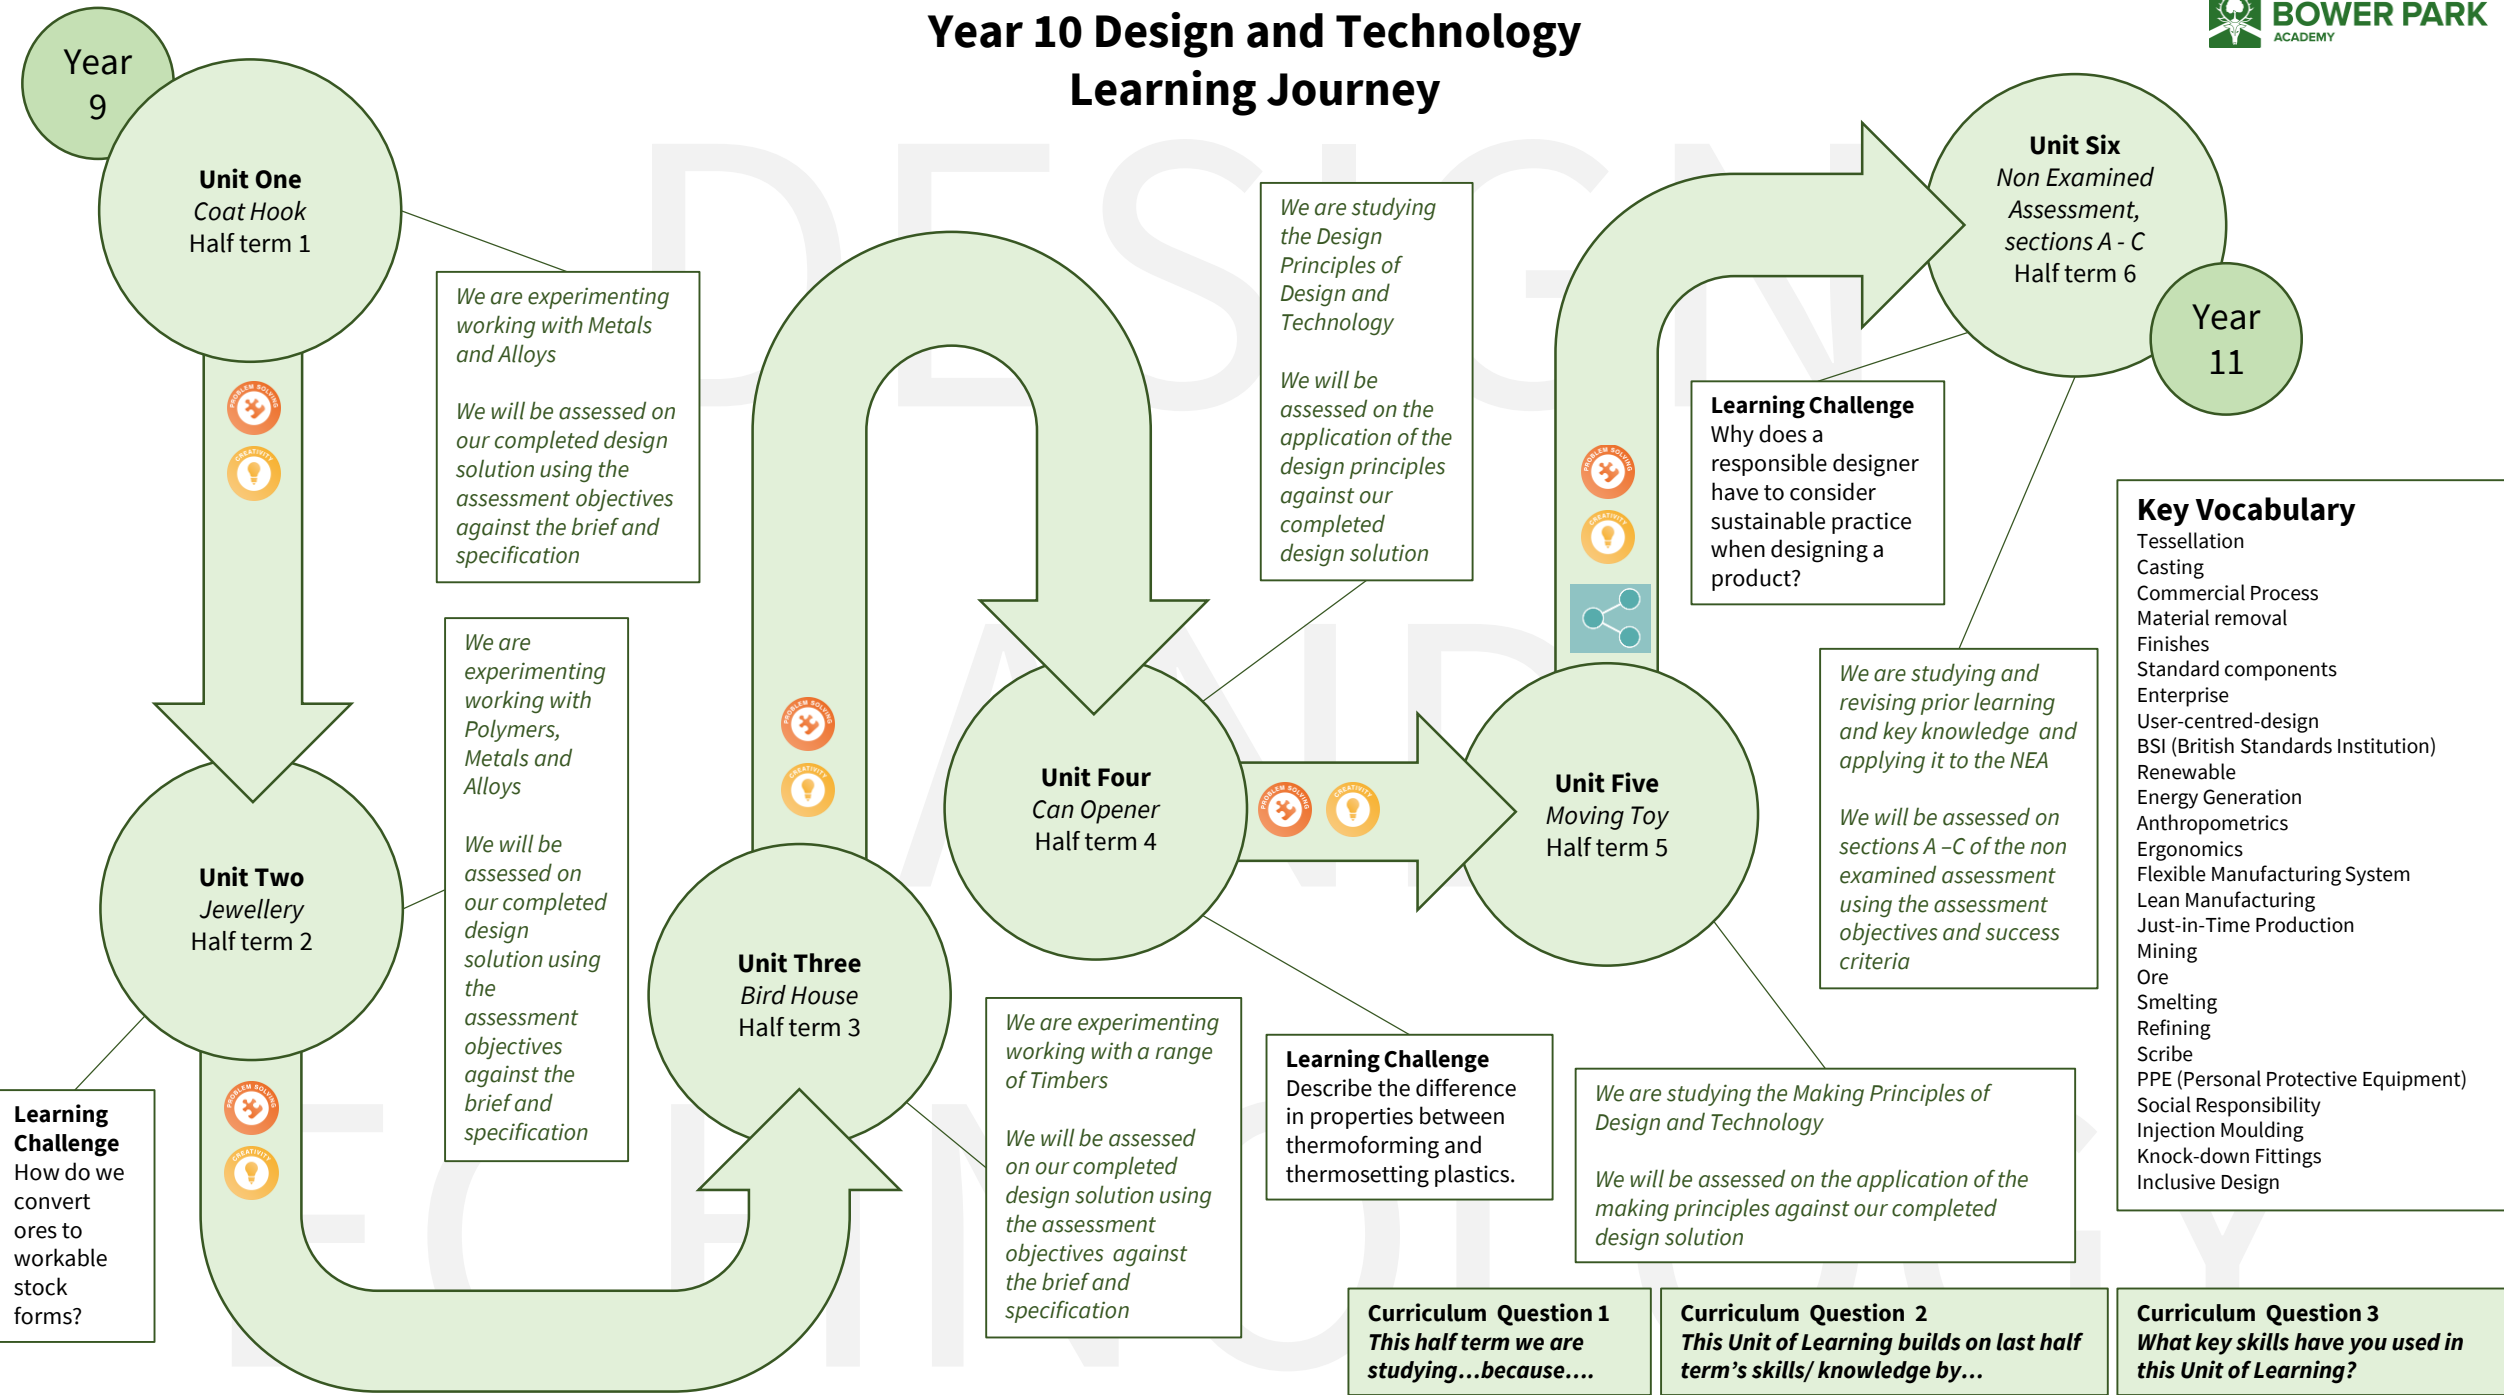 Year 10 Design and Technology
Learning Journey
BOWER PARK
ACADEMY
Year
9
Unit One
Coat Hook
Half term 1
PROBLEM SOLVING
CREATIVITY
We are experimenting
working with Metals
and Alloys
We will be assessed on
our completed design
solution using the
assessment objectives
against the brief and
specification
Unit Two
Jewellery
Half term 2
We are
experimenting
working with
Polymers,
Metals and
Alloys
We will be
assessed on
our completed
design
solution using
the
assessment
objectives
against the
brief and
specification
Learning
Challenge
How do we
convert
ores to
workable
stock
forms?
PROBLEM SOLVING
CREATIVITY
Unit Three
Bird House
Half term 3
PROBLEM SOLVING
CREATIVITY
We are experimenting
working with a range
of Timbers
We will be assessed
on our completed
design solution using
the assessment
objectives against
the brief and
specification
Unit Four
Can Opener
Half term 4
We are studying
the Design
Principles of
Design and
Technology
We will be
assessed on the
application of the
design principles
against our
completed
design solution
Learning Challenge
Describe the difference
in properties between
thermoforming and
thermosetting plastics.
PROBLEM SOLVING
CREATIVITY
Unit Five
Moving Toy
Half term 5
PROBLEM SOLVING
CREATIVITY
We are studying the Making Principles of
Design and Technology
We will be assessed on the application of the
making principles against our completed
design solution
Unit Six
Non Examined
Assessment,
sections A - C
Half term 6
Year
11
Learning Challenge
Why does a
responsible designer
have to consider
sustainable practice
when designing a
product?
We are studying and
revising prior learning
and key knowledge and
applying it to the NEA
We will be assessed on
sections A –C of the non
examined assessment
using the assessment
objectives and success
criteria
Key Vocabulary
Tessellation
Casting
Commercial Process
Material removal
Finishes
Standard components
Enterprise
User-centred-design
BSI (British Standards Institution)
Renewable
Energy Generation
Anthropometrics
Ergonomics
Flexible Manufacturing System
Lean Manufacturing
Just-in-Time Production
Mining
Ore
Smelting
Refining
Scribe
PPE (Personal Protective Equipment)
Social Responsibility
Injection Moulding
Knock-down Fittings
Inclusive Design
Curriculum Question 1
This half term we are
studying...because....
Curriculum Question 2
This Unit of Learning builds on last half
term's skills/ knowledge by...
Curriculum Question 3
What key skills have you used in
this Unit of Learning?
DESIGN
AND
ECHNOLOGY